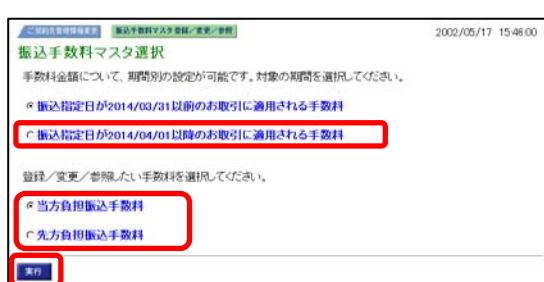 ご契約先管理情報変更 振込手数料マスタ登録／変更／参照 2002/05/17 15:46:00
振込手数料マスタ選択
手数料金額について、期間別の設定が可能です。対象の期間を選択してください。
振込指定日が2014/03/31以前のお取引に適用される手数料
振込指定日が2014/04/01以降のお取引に適用される手数料
登録／変更／参照したい手数料を選択してください。
当方負担振込手数料
先方負担振込手数料
実行